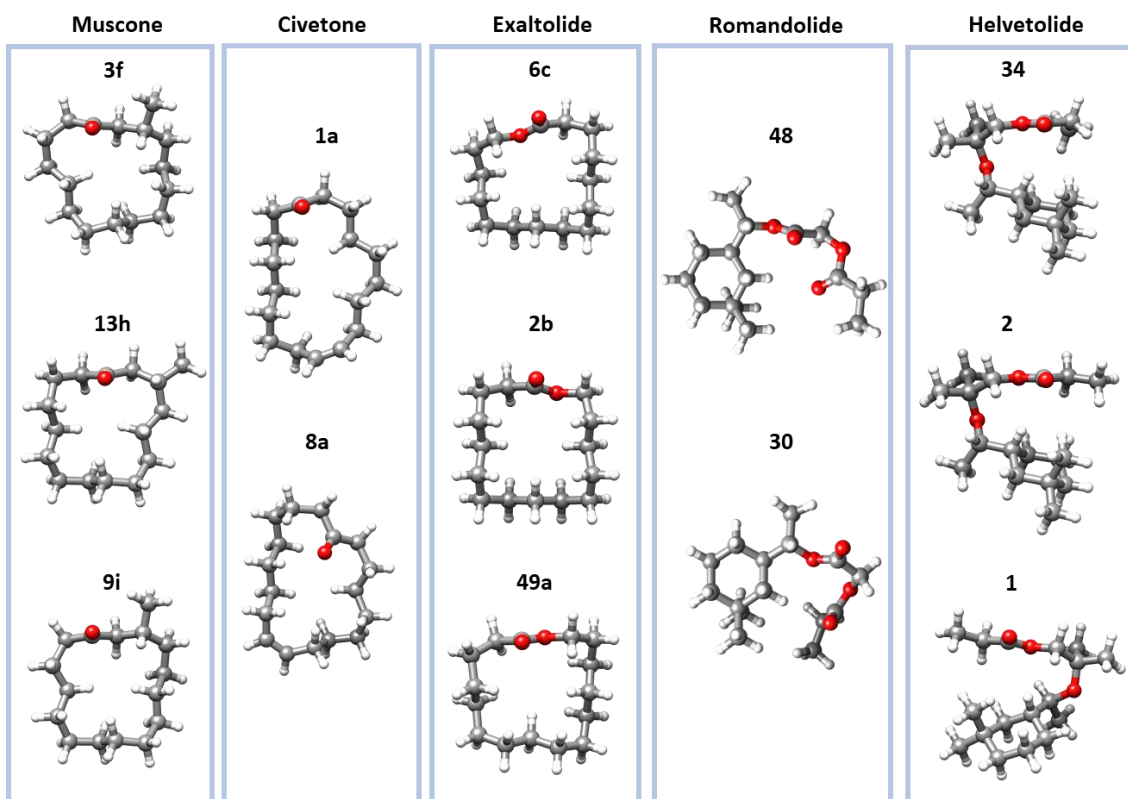 Muscone Civetone Exaltolide Romandolide Helvetolide
3f
13h
9i
1a
8a
6c
2b
49a
48
30
34
2
1